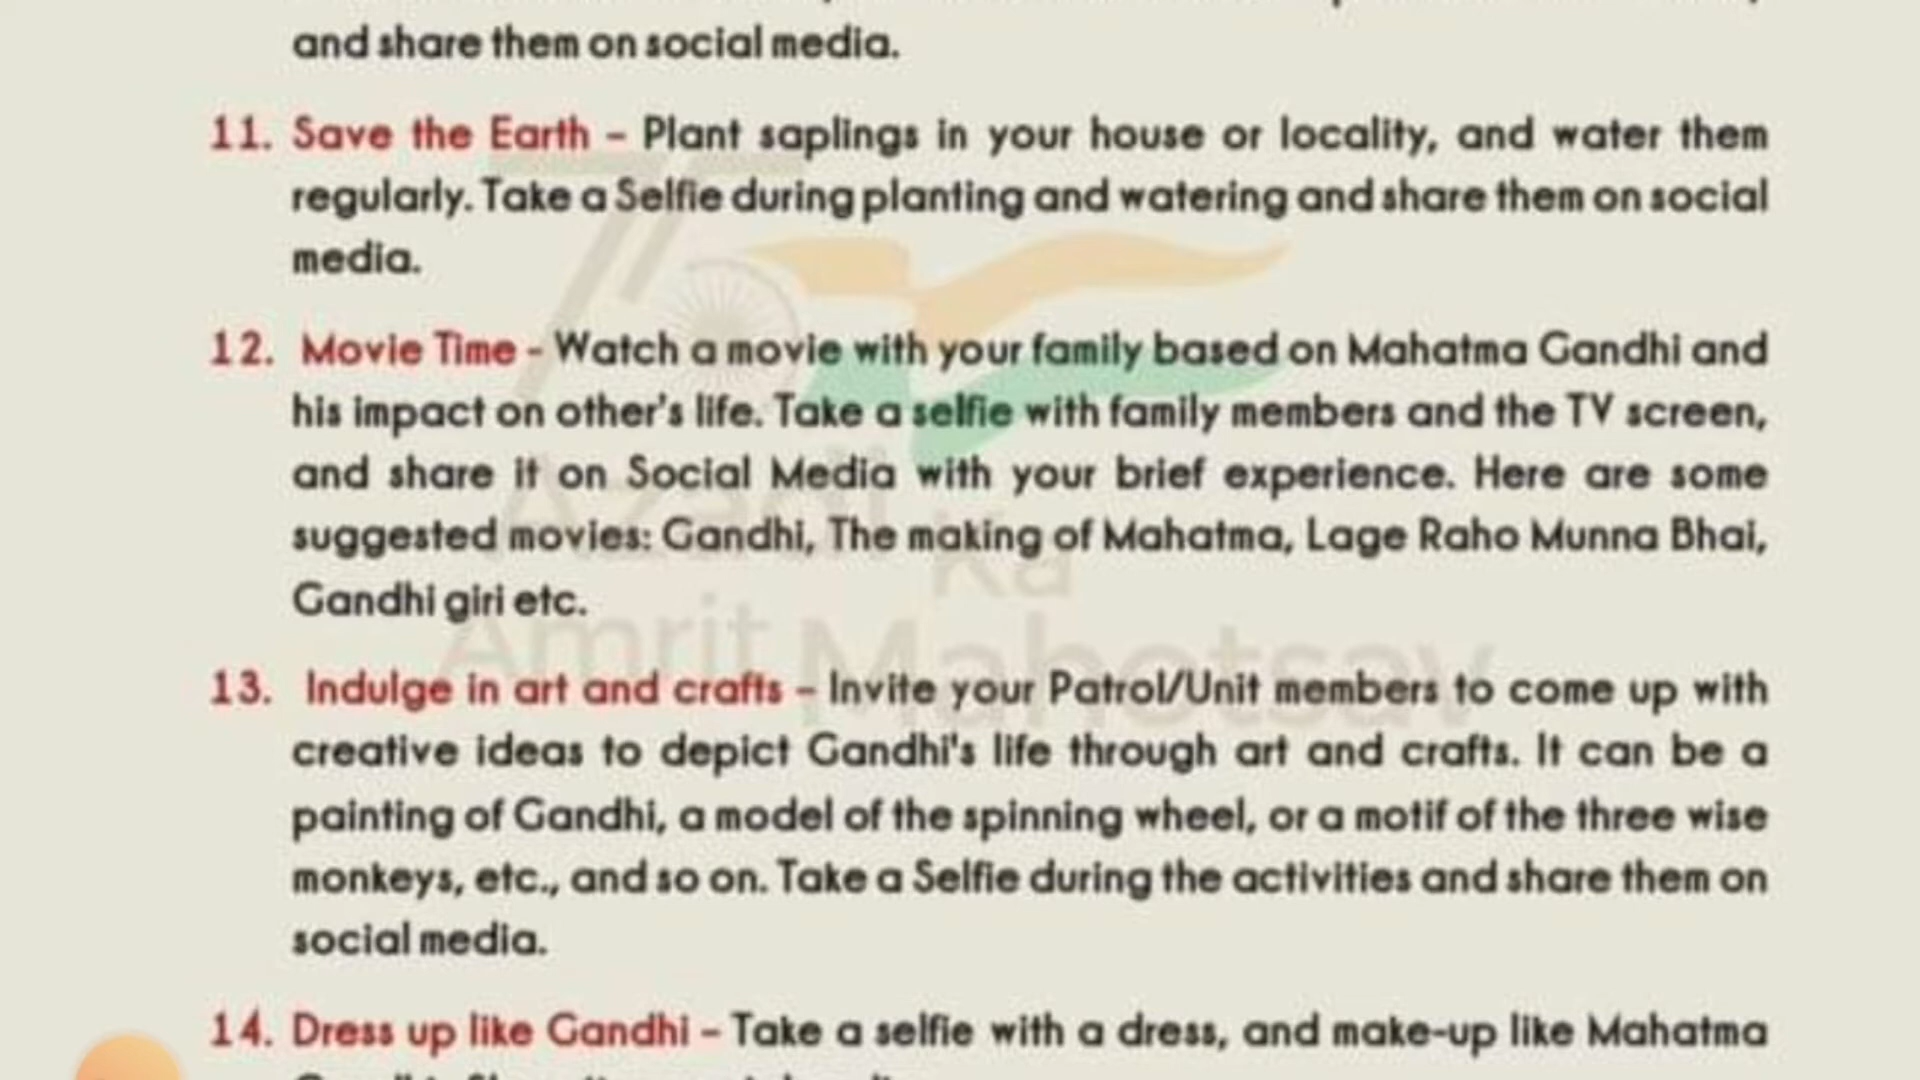 and share them on social media.
11. Save the Earth – Plant saplings in your house or locality, and water them
regularly. Take a Selfie during planting and watering and share them on social
media.
12. Movie Time - Watch a movie with your family based on Mahatma Gandhi and
his impact on other's life. Take a selfie with family members and the TV screen,
and share it on Social Media with your brief experience. Here are some
suggested movies: Gandhi, The making of Mahatma, Lage Raho Munna Bhai,
Gandhi giri etc.
13. Indulge in art and crafts – Invite your Patrol/Unit members to come up with
creative ideas to depict Gandhi's life through art and crafts. It can be a
painting of Gandhi, a model of the spinning wheel, or a motif of the three wise
monkeys, etc., and so on. Take a Selfie during the activities and share them on
social media.
14. Dress up like Gandhi – Take a selfie with a dress, and make-up like Mahatma
75
Azadi
Ka
Amrit Mahotsav